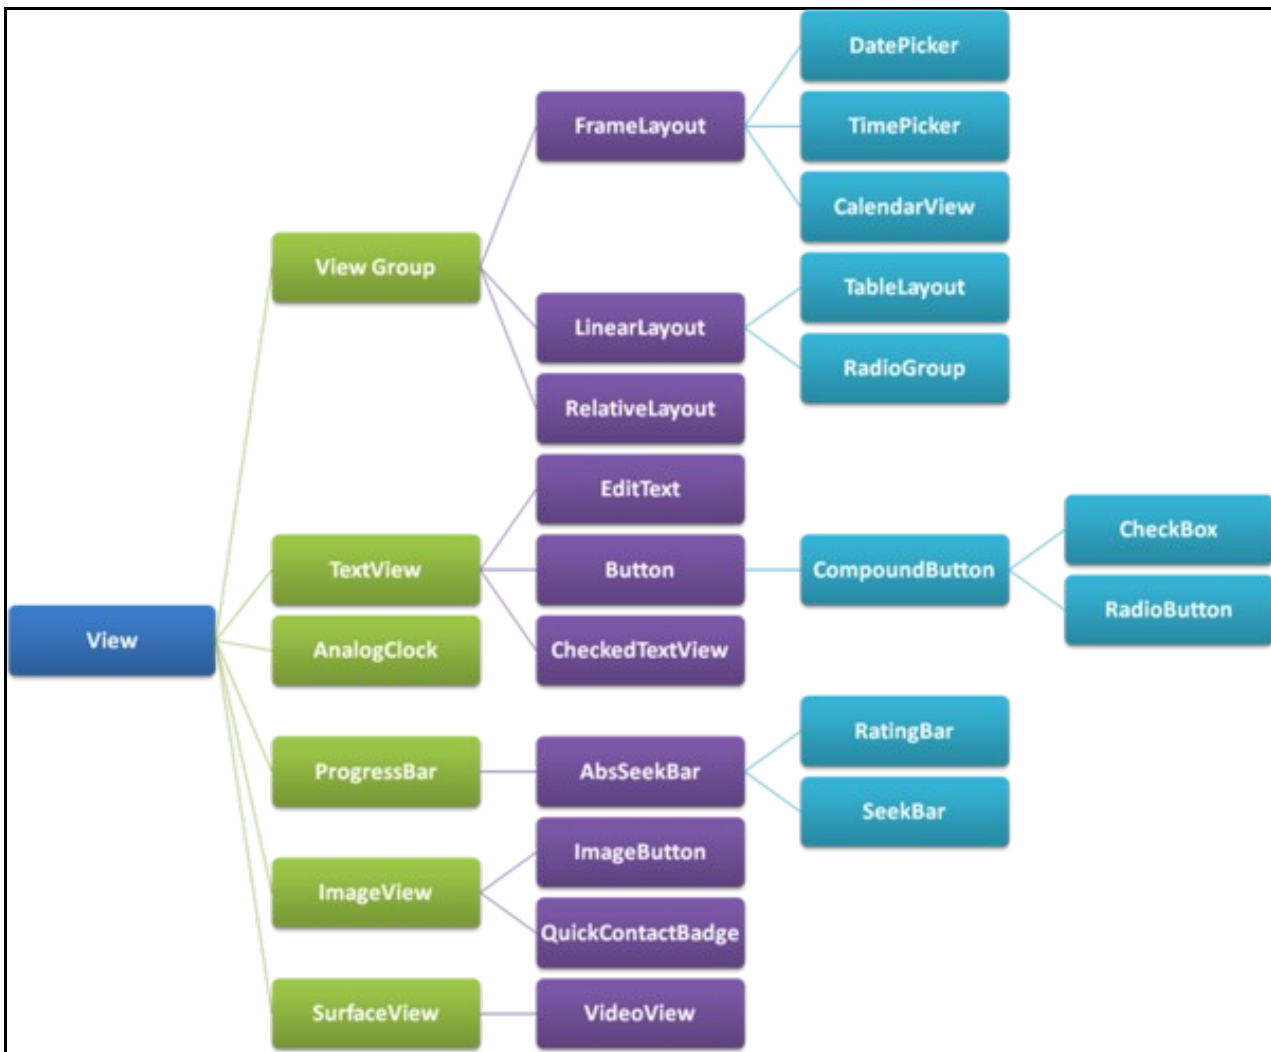 DatePicker
FrameLayout
TimePicker
CalendarView
View Group
TableLayout
LinearLayout
RadioGroup
RelativeLayout
EditText
CheckBox
TextView
Button
CompoundButton
RadioButton
View
AnalogClock
CheckedTextView
RatingBar
ProgressBar
AbsSeekBar
SeekBar
ImageButton
ImageView
QuickContactBadge
SurfaceView
VideoView